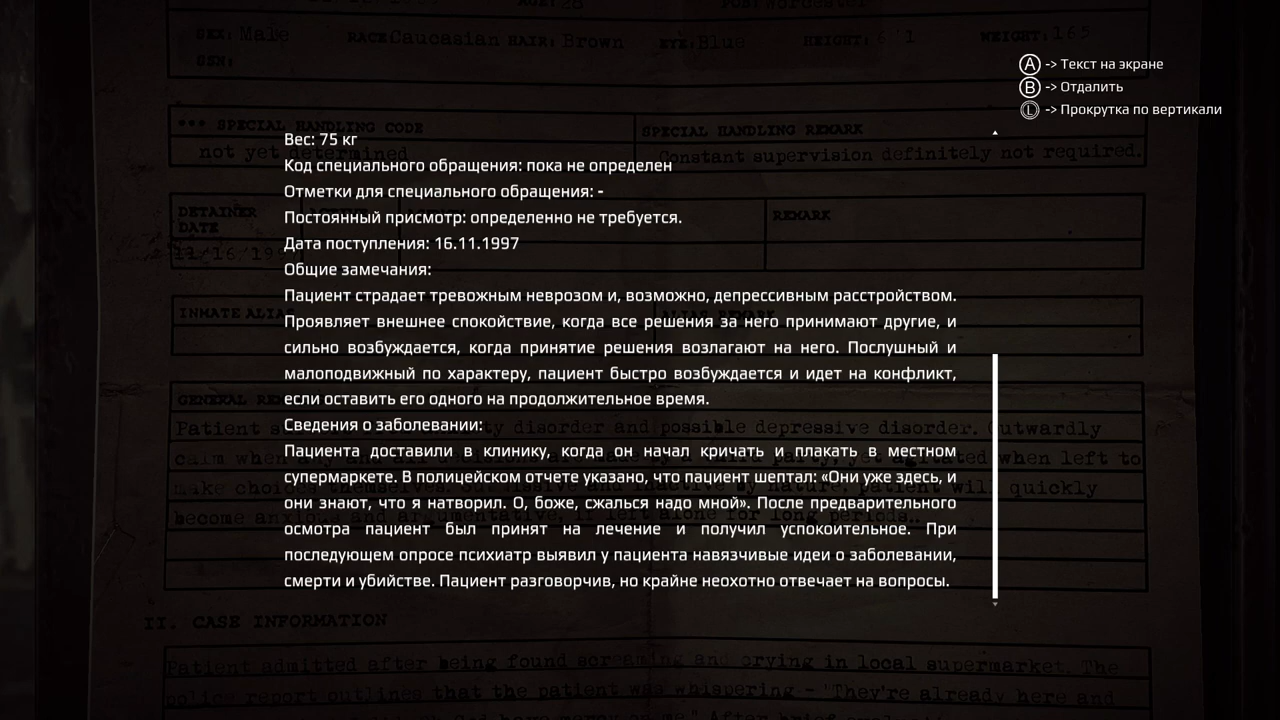 SEX: Male RACE Caucasian HAIR: Brown EYE: Blue HEIGHT: 6'1 WEIGHT: 165
SSN:
Ⓐ -> Текст на экране
Ⓑ -> Отдалить
Ⓛ -> Прокрутка по вертикали
*** SPECIAL HANDLING CODE SPECIAL HANDLING REMARK
not yet determined Constant supervision definitely not required.
Вес: 75 кг
Код специального обращения: пока не определен
Отметки для специального обращения: -
Постоянный присмотр: определенно не требуется.
Дата поступления: 16.11.1997
Общие замечания:
Пациент страдает тревожным неврозом и, возможно, депрессивным расстройством.
Проявляет внешнее спокойствие, когда все решения за него принимают другие, и
сильно возбуждается, когда принятие решения возлагают на него. Послушный и
малоподвижный по характеру, пациент быстро возбуждается и идет на конфликт,
если оставить его одного на продолжительное время.
Сведения о заболевании:
Пациента доставили в клинику, когда он начал кричать и плакать в местном
супермаркете. В полицейском отчете указано, что пациент шептал: «Они уже здесь, и
они знают, что я натворил. О, боже, сжалься надо мной». После предварительного
осмотра пациент был принят на лечение и получил успокоительное. При
последующем опросе психиатр выявил у пациента навязчивые идеи о заболевании,
смерти и убийстве. Пациент разговорчив, но крайне неохотно отвечает на вопросы.
DETAINER
DATE
REMARK
INMATE ALIAS
II. CASE INFORMATION
Patient admitted after being found screaming and crying in local supermarket. The
police report outlines that the patient was whispering - "They're already here and